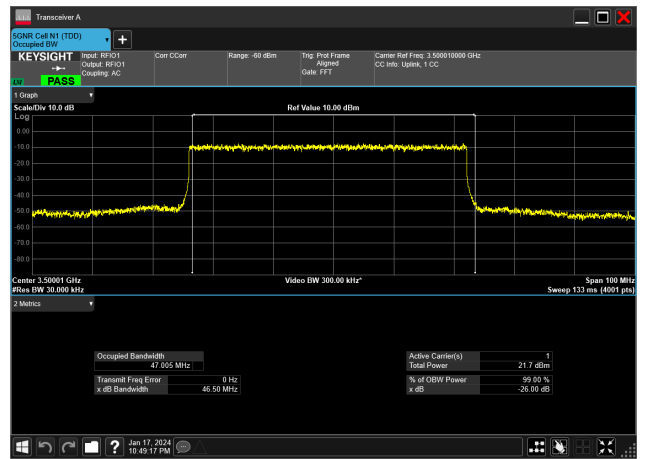 Transceiver A
5GNR Cell N1 (TDD)
Occupied BW
KEYSIGHT
LXI
PASS
Input: RFIO1
Output: RFIO1
Coupling: AC
Corr CCorr
Range: -60 dBm
Trig: Prot Frame
Aligned
Gate: FFT
Carrier Ref Freq: 3.500010000 GHz
CC Info: Uplink, 1 CC
1 Graph
Scale/Div 10.0 dB
Ref Value 10.00 dBm
Log
0.00
-10.0
-20.0
-30.0
-40.0
-50.0
-60.0
-70.0
-80.0
Center 3.50001 GHz
Video BW 300.00 kHz*
Span 100 MHz
#Res BW 30.000 kHz
Sweep 133 ms (4001 pts)
2 Metrics
Occupied Bandwidth
47.005 MHz
Transmit Freq Error 0 Hz
x dB Bandwidth 46.50 MHz
Active Carrier(s) 1
Total Power 21.7 dBm
% of OBW Power 99.00 %
x dB -26.00 dB
Jan 17, 2024
10:49:17 PM